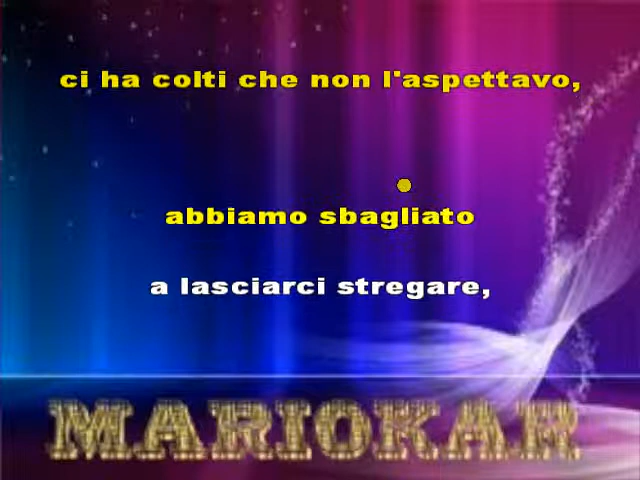 ci ha colti che non l'aspettavo,
abbiamo sbagliato
a lasciarci stregare,
MARIOKAR